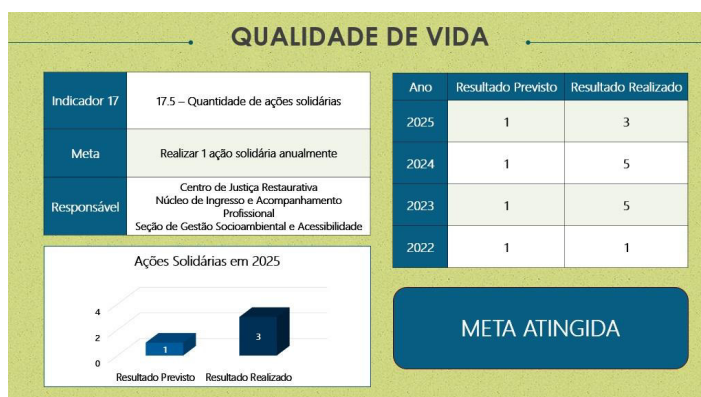 QUALIDADE DE VIDA
Indicador 17
17.5 – Quantidade de ações solidárias
Meta
Realizar 1 ação solidária anualmente
Responsável
Centro de Justiça Restaurativa
Núcleo de Ingresso e Acompanhamento
Profissional
Seção de Gestão Socioambiental e Acessibilidade
Ano Resultado Previsto Resultado Realizado
2025 1 3
2024 1 5
2023 1 5
2022 1 1
Ações Solidárias em 2025
4
2
0
1
3
Resultado Previsto Resultado Realizado
META ATINGIDA